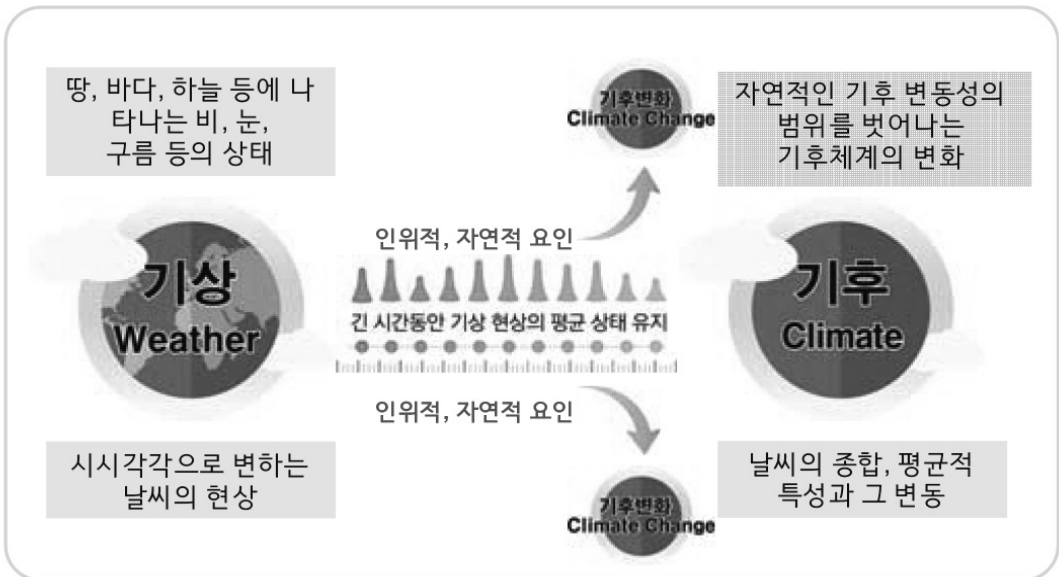 땅, 바다, 하늘 등에 나
타나는 비, 눈,
구름 등의 상태
기후변화
Climate Change
자연적인 기후 변동성의
범위를 벗어나는
기후체계의 변화
인위적, 자연적 요인
기상
Weather
긴 시간동안 기상 현상의 평균 상태 유지
기후
Climate
인위적, 자연적 요인
시시각각으로 변하는
날씨의 현상
기후변화
Climate Change
날씨의 종합, 평균적
특성과 그 변동